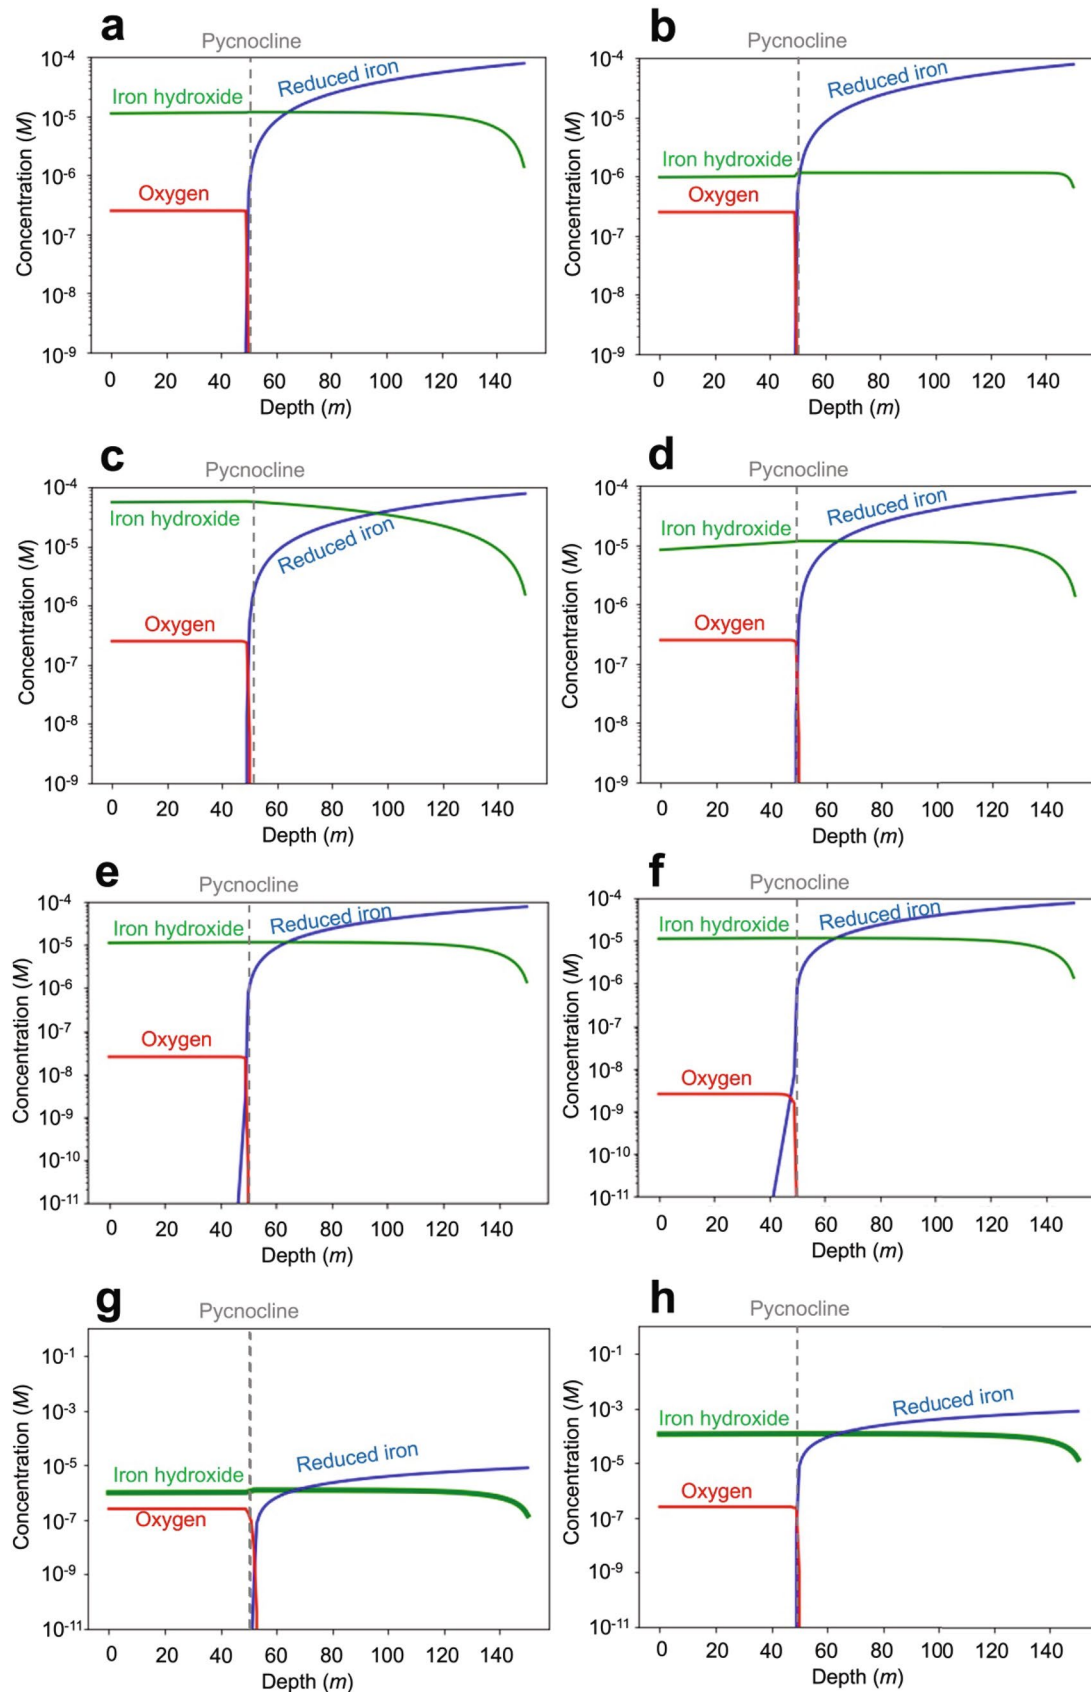 a
Pycnocline
10-4
10-5
10-6
10-7
10-8
10-9
Concentration (M)
Reduced iron
Iron hydroxide
Oxygen
0 20 40 60 80 100 120 140
Depth (m)
b
Pycnocline
10-4
10-5
10-6
10-7
10-8
10-9
Concentration (M)
Reduced iron
Iron hydroxide
Oxygen
0 20 40 60 80 100 120 140
Depth (m)
c
Pycnocline
10-4
10-5
10-6
10-7
10-8
10-9
Concentration (M)
Iron hydroxide
Reduced iron
Oxygen
0 20 40 60 80 100 120 140
Depth (m)
d
Pycnocline
10-4
10-5
10-6
10-7
10-8
10-9
Concentration (M)
Reduced iron
Iron hydroxide
Oxygen
0 20 40 60 80 100 120 140
Depth (m)
e
Pycnocline
10-4
10-5
10-6
10-7
10-8
10-9
10-10
10-11
Concentration (M)
Reduced iron
Iron hydroxide
Oxygen
0 20 40 60 80 100 120 140
Depth (m)
f
Pycnocline
10-4
10-5
10-6
10-7
10-8
10-9
10-10
10-11
Concentration (M)
Reduced iron
Iron hydroxide
Oxygen
0 20 40 60 80 100 120 140
Depth (m)
g
Pycnocline
10-1
10-3
10-5
10-7
10-9
10-11
Concentration (M)
Reduced iron
Iron hydroxide
Oxygen
0 20 40 60 80 100 120 140
Depth (m)
h
Pycnocline
10-1
10-3
10-5
10-7
10-9
10-11
Concentration (M)
Reduced iron
Iron hydroxide
Oxygen
0 20 40 60 80 100 120 140
Depth (m)